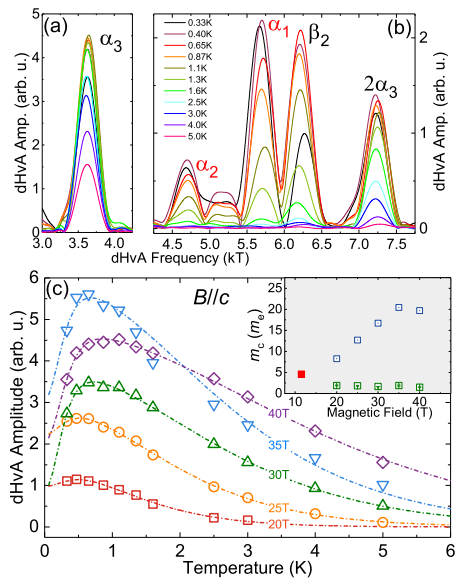 (a)
α3
dHvA Amp. (arb. u.)
5
4
3
2
1
0
3.0
3.5
4.0
0.33K
0.40K
0.65K
0.87K
1.1K
1.3K
1.6K
2.5K
3.0K
4.0K
5.0K
α1
β2
(b)
α2
2α3
2
1
0
dHvA Amp. (arb. u.)
4.5
5.0
5.5
6.0
6.5
7.0
7.5
dHvA Frequency (kT)
(c)
B//c
dHvA Amplitude (arb. u.)
6
5
4
3
2
1
0
40T
35T
30T
25T
20T
0
1
2
3
4
5
6
Temperature (K)
mc (me)
25
20
15
10
5
0
10
20
30
40
Magnetic Field (T)